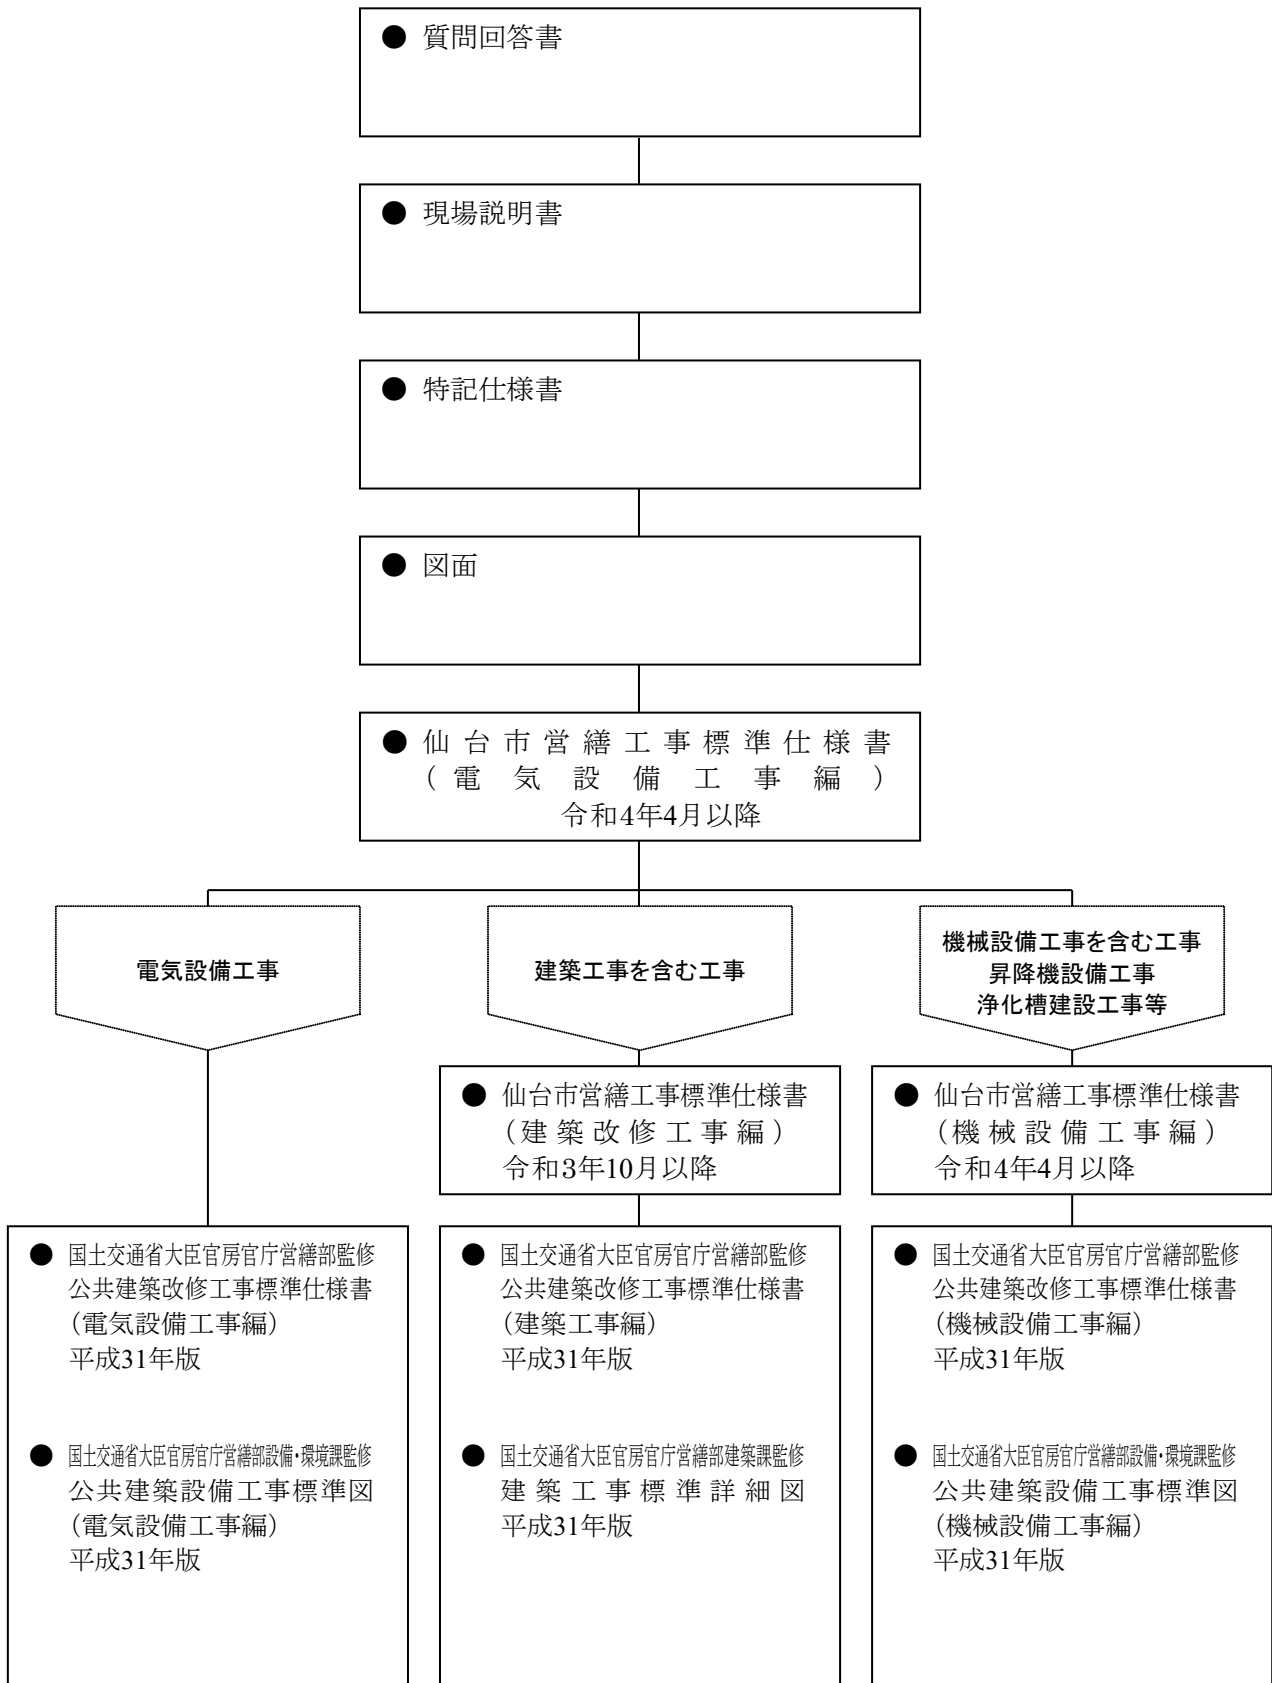 ● 質問回答書
● 現場説明書
● 特記仕様書
● 図面
● 仙台市営繕工事標準仕様書
(電気設備工事編)
令和4年4月以降
電気設備工事
建築工事を含む工事
機械設備工事を含む工事
昇降機設備工事
浄化槽建設工事等
● 仙台市営繕工事標準仕様書
(建築改修工事編)
令和3年10月以降
● 仙台市営繕工事標準仕様書
(機械設備工事編)
令和4年4月以降
● 国土交通省大臣官房官庁営繕部監修
公共建築改修工事標準仕様書
(電気設備工事編)
平成31年版
● 国土交通省大臣官房官庁営繕部設備・環境課監修
公共建築設備工事標準図
(電気設備工事編)
平成31年版
● 国土交通省大臣官房官庁営繕部監修
公共建築改修工事標準仕様書
(建築工事編)
平成31年版
● 国土交通省大臣官房官庁営繕部建築課監修
建築工事標準詳細図
平成31年版
● 国土交通省大臣官房官庁営繕部監修
公共建築改修工事標準仕様書
(機械設備工事編)
平成31年版
● 国土交通省大臣官房官庁営繕部設備・環境課監修
公共建築設備工事標準図
(機械設備工事編)
平成31年版